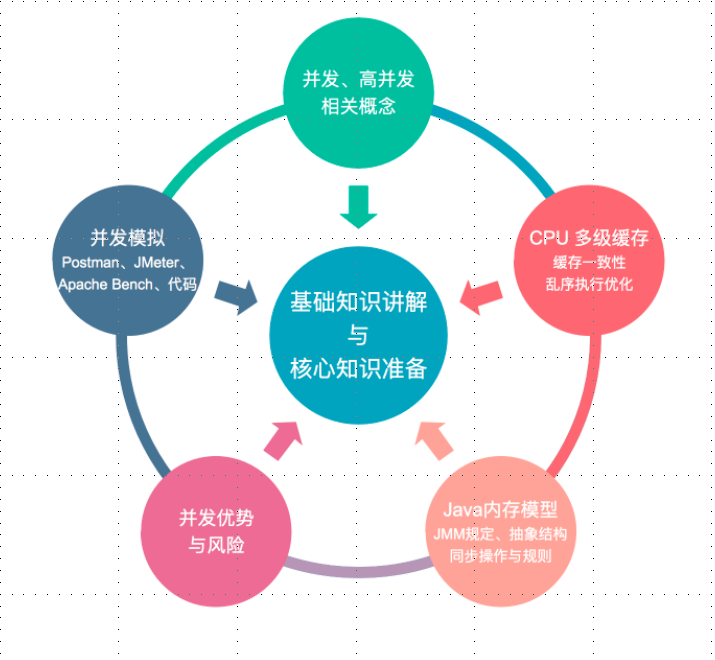 并发、高并发
相关概念
并发模拟
Postman、JMeter、
Apache Bench、代码
CPU 多级缓存
缓存一致性
乱序执行优化
基础知识讲解
与
核心知识准备
并发优势
与风险
Java内存模型
JMM规定、抽象结构
同步操作与规则